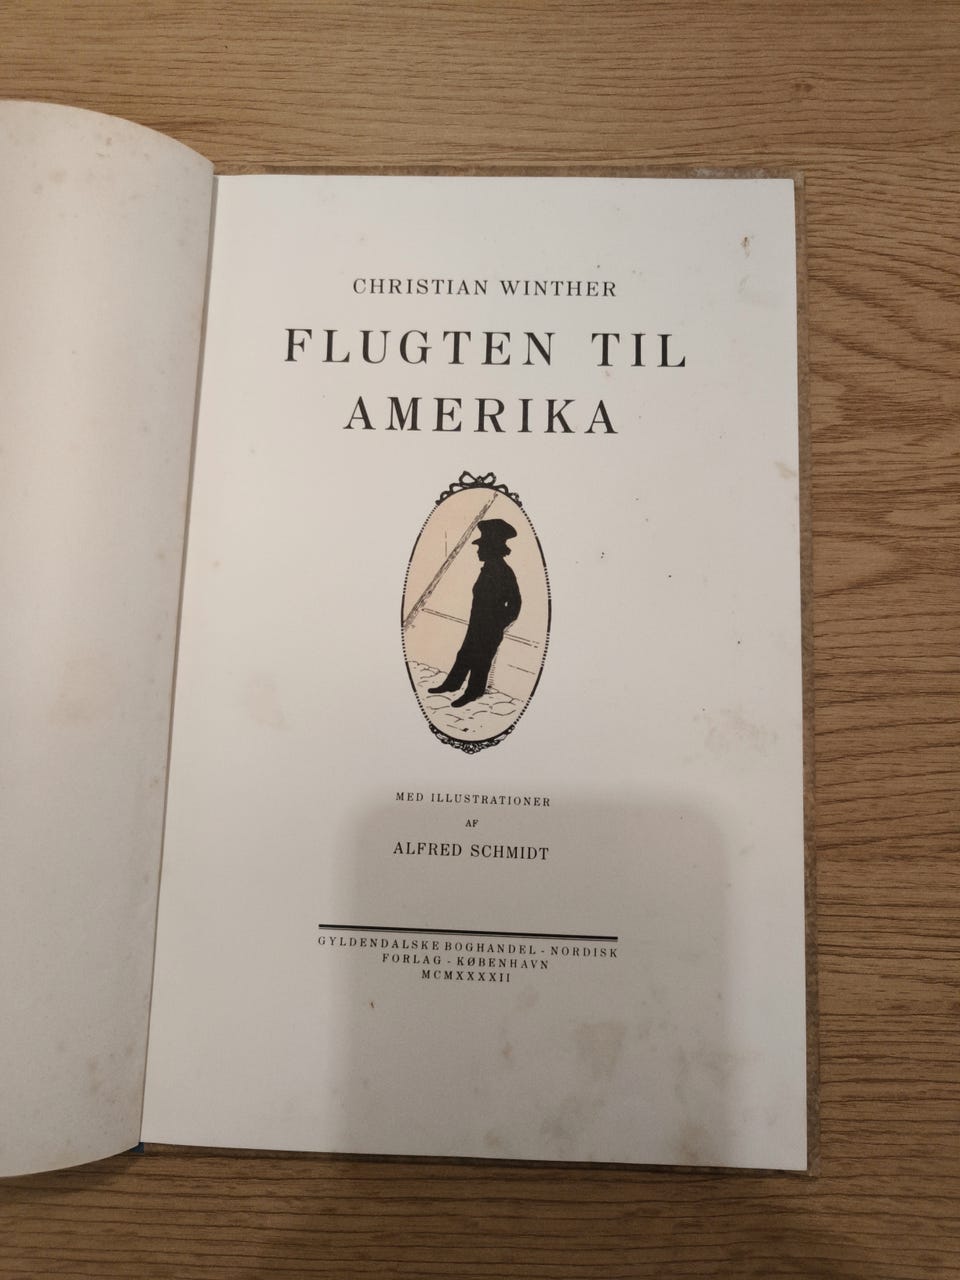 CHRISTIAN WINTHER
FLUGTEN TIL
AMERIKA
MED ILLUSTRATIONER
AF
ALFRED SCHMIDT
GYLDENDALSKE BOGHANDEL - NORDISK
FORLAG - KØBENHAVN
MCMXXXXII